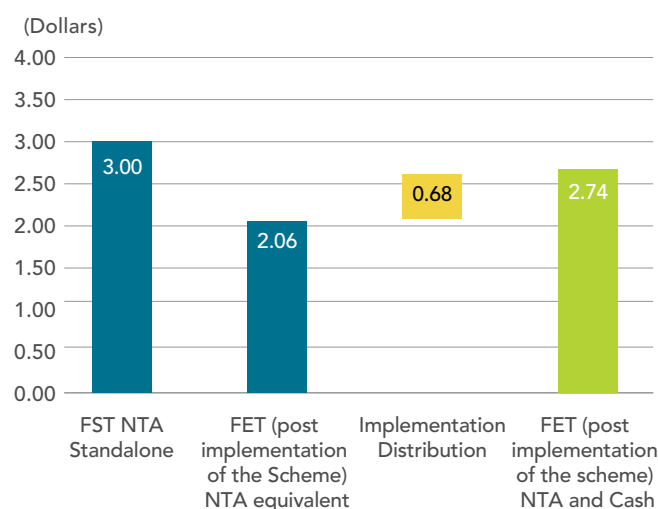 (Dollars)
4.00
3.50
3.00
2.50
2.00
1.50
1.00
0.50
0.00
3.00
2.06
0.68
2.74
FST NTA
Standalone
FET (post
implementation
of the Scheme)
NTA equivalent
Implementation
Distribution
FET (post
implementation
of the scheme)
NTA and Cash